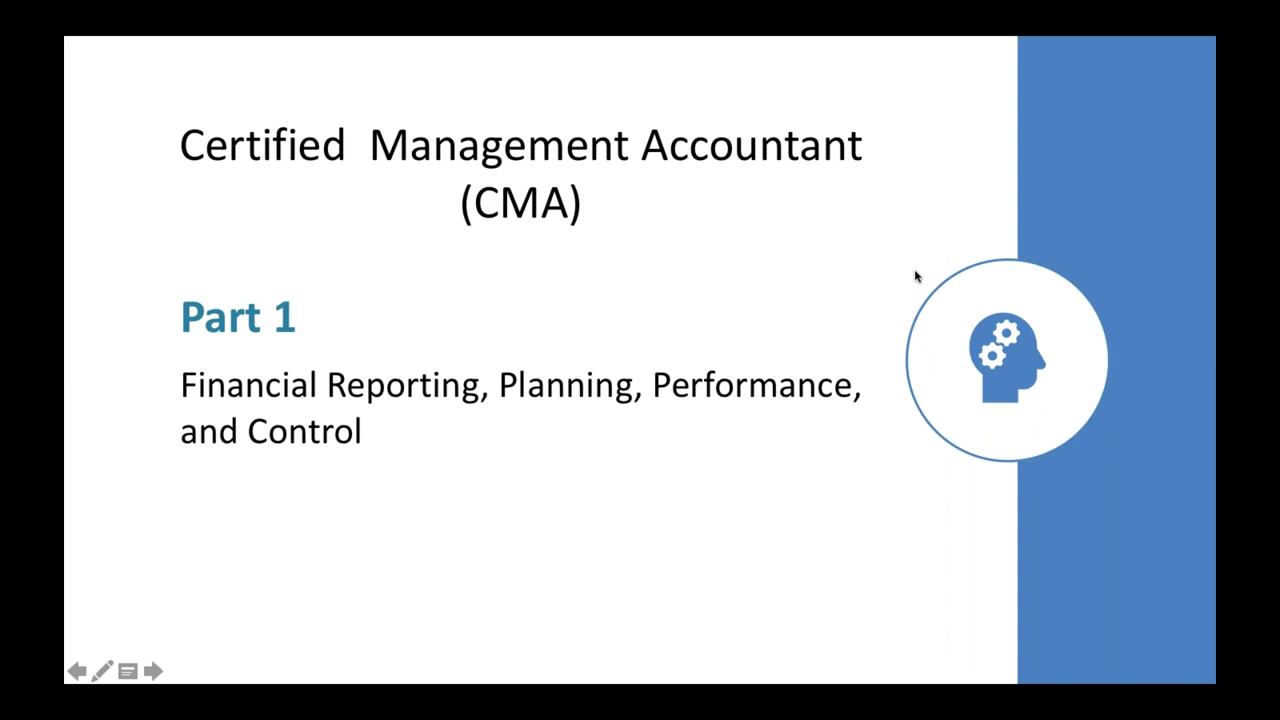 Certified  Management Accountant
(CMA)
Part 1
Financial Reporting, Planning, Performance,
and Control